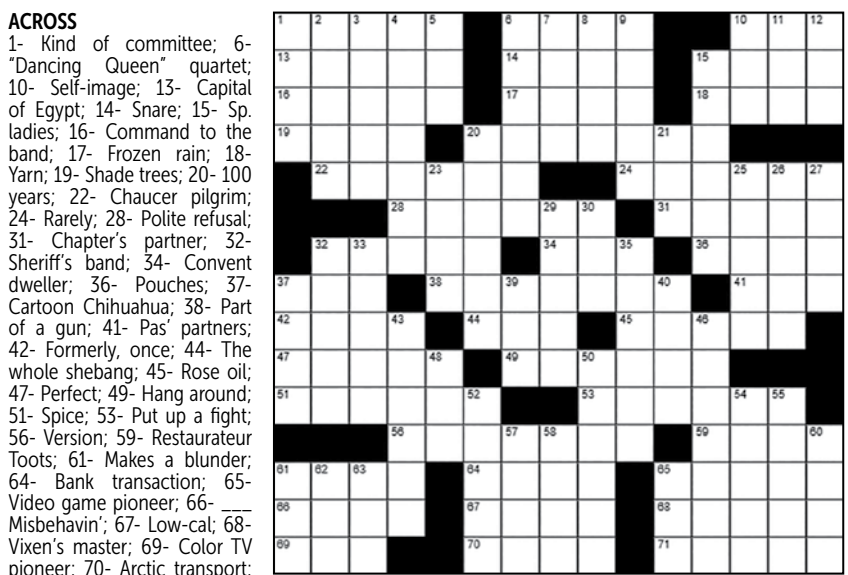 ACROSS
1- Kind of committee; 6-
"Dancing Queen" quartet;
10- Self-image; 13- Capital
of Egypt; 14- Snare; 15- Sp.
ladies; 16- Command to the
band; 17- Frozen rain; 18-
Yarn; 19- Shade trees; 20- 100
years; 22- Chaucer pilgrim;
24- Rarely; 28- Polite refusal;
31- Chapter's partner; 32-
Sheriff's band; 34- Convent
dweller; 36- Pouches; 37-
Cartoon Chihuahua; 38- Part
of a gun; 41- Pas' partners;
42- Formerly, once; 44- The
whole shebang; 45- Rose oil;
47- Perfect; 49- Hang around;
51- Spice; 53- Put up a fight;
56- Version; 59- Restaurateur
Toots; 61- Makes a blunder;
64- Bank transaction; 65-
Video game pioneer; 66- ___
Misbehavin'; 67- Low-cal; 68-
Vixen's master; 69- Color TV
pioneer; 70- Arctic transport;
1 2 3 4 5 6 7 8 9 10 11 12
13 14 15
16 17 18
19 20 21
22 23 24 25 26 27
28 29 30 31
32 33 34 35 36
37 38 39 40 41
42 43 44 45 46
47 48 49 50
51 52 53 54 55
56 57 58 59 60
61 62 63 64 65
66 67 68
69 70 71